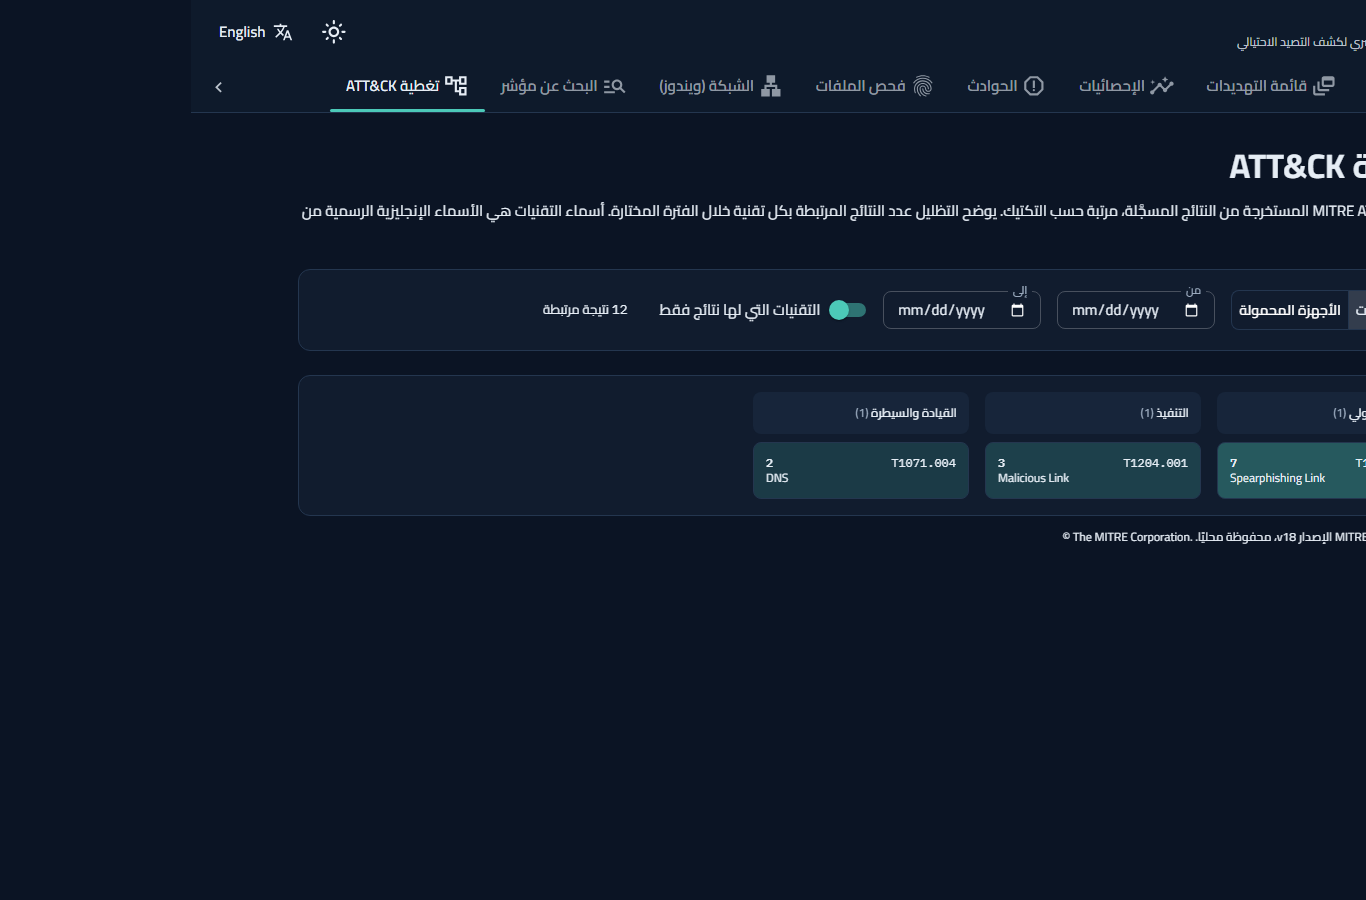 English
لكشف التصيد الاحتيالي
قائمة التهديدات
الإحصائيات
الحوادث
فحص الملفات
الشبكة (ويندوز)
البحث عن مؤشر
تغطية ATT&CK
ATT&CK
MITRE المستخرجة من النتائج المسجَّلة، مرتبة حسب التكتيك. يوضح التظليل عدد النتائج المرتبطة بكل تقنية خلال الفترة المختارة. أسماء التقنيات هي الأسماء الإنجليزية الرسمية من
الأجهزة المحمولة
من
mm/dd/yyyy
إلى
mm/dd/yyyy
التقنيات التي لها نتائج فقط
12 نتيجة مرتبطة
(1)
التنفيذ (1)
القيادة والسيطرة (1)
7
Spearphishing Link
T1204.001 3
Malicious Link
T1071.004 2
DNS
MITRE الإصدار v18، محفوظة محليًا. .The MITRE Corporation ©